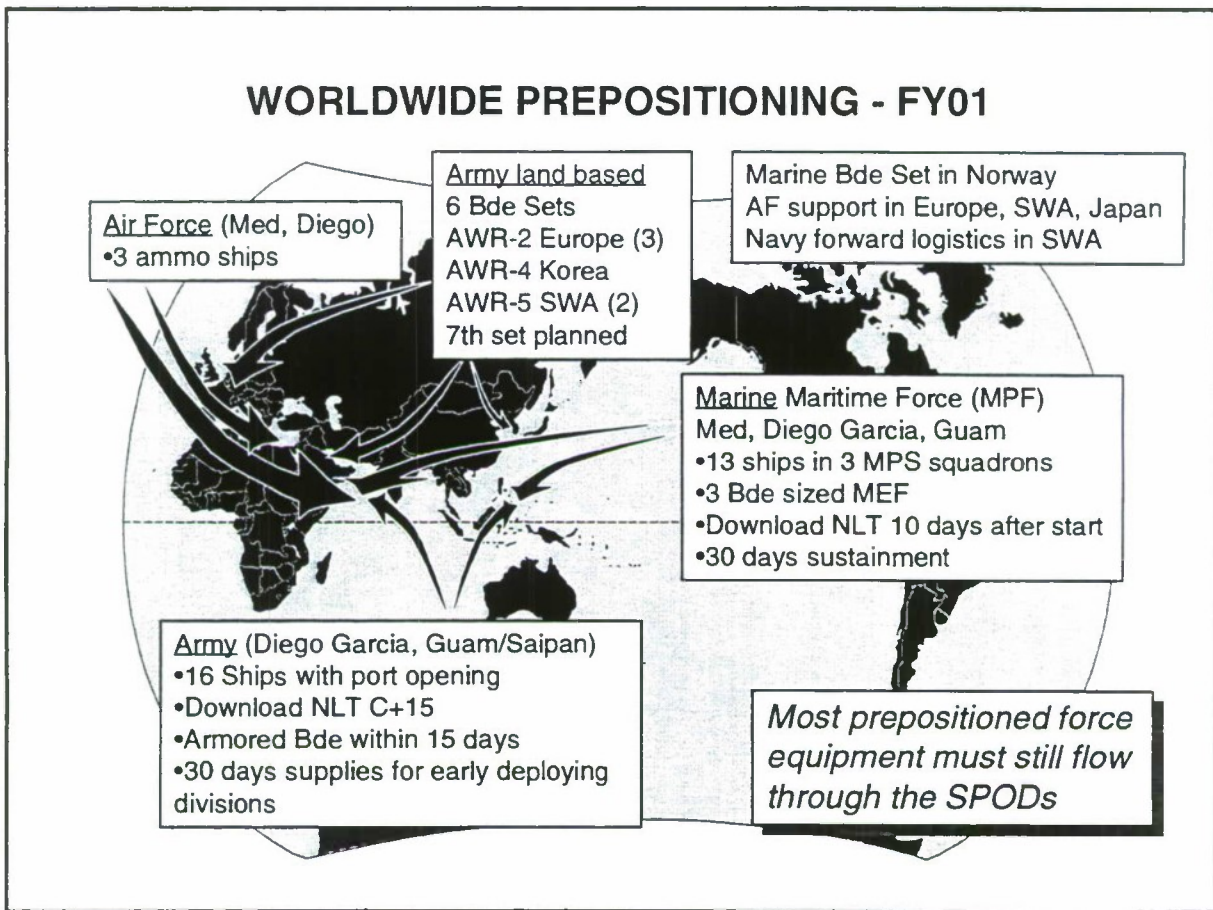 WORLDWIDE PREPOSITIONING - FY01
Air Force (Med, Diego)
•3 ammo ships
Army land based
6 Bde Sets
AWR-2 Europe (3)
AWR-4 Korea
AWR-5 SWA (2)
7th set planned
Marine Bde Set in Norway
AF support in Europe, SWA, Japan
Navy forward logistics in SWA
Marine Maritime Force (MPF)
Med, Diego Garcia, Guam
•13 ships in 3 MPS squadrons
•3 Bde sized MEF
•Download NLT 10 days after start
•30 days sustainment
Army (Diego Garcia, Guam/Saipan)
•16 Ships with port opening
•Download NLT C+15
•Armored Bde within 15 days
•30 days supplies for early deploying
divisions
Most prepositioned force
equipment must still flow
through the SPODs